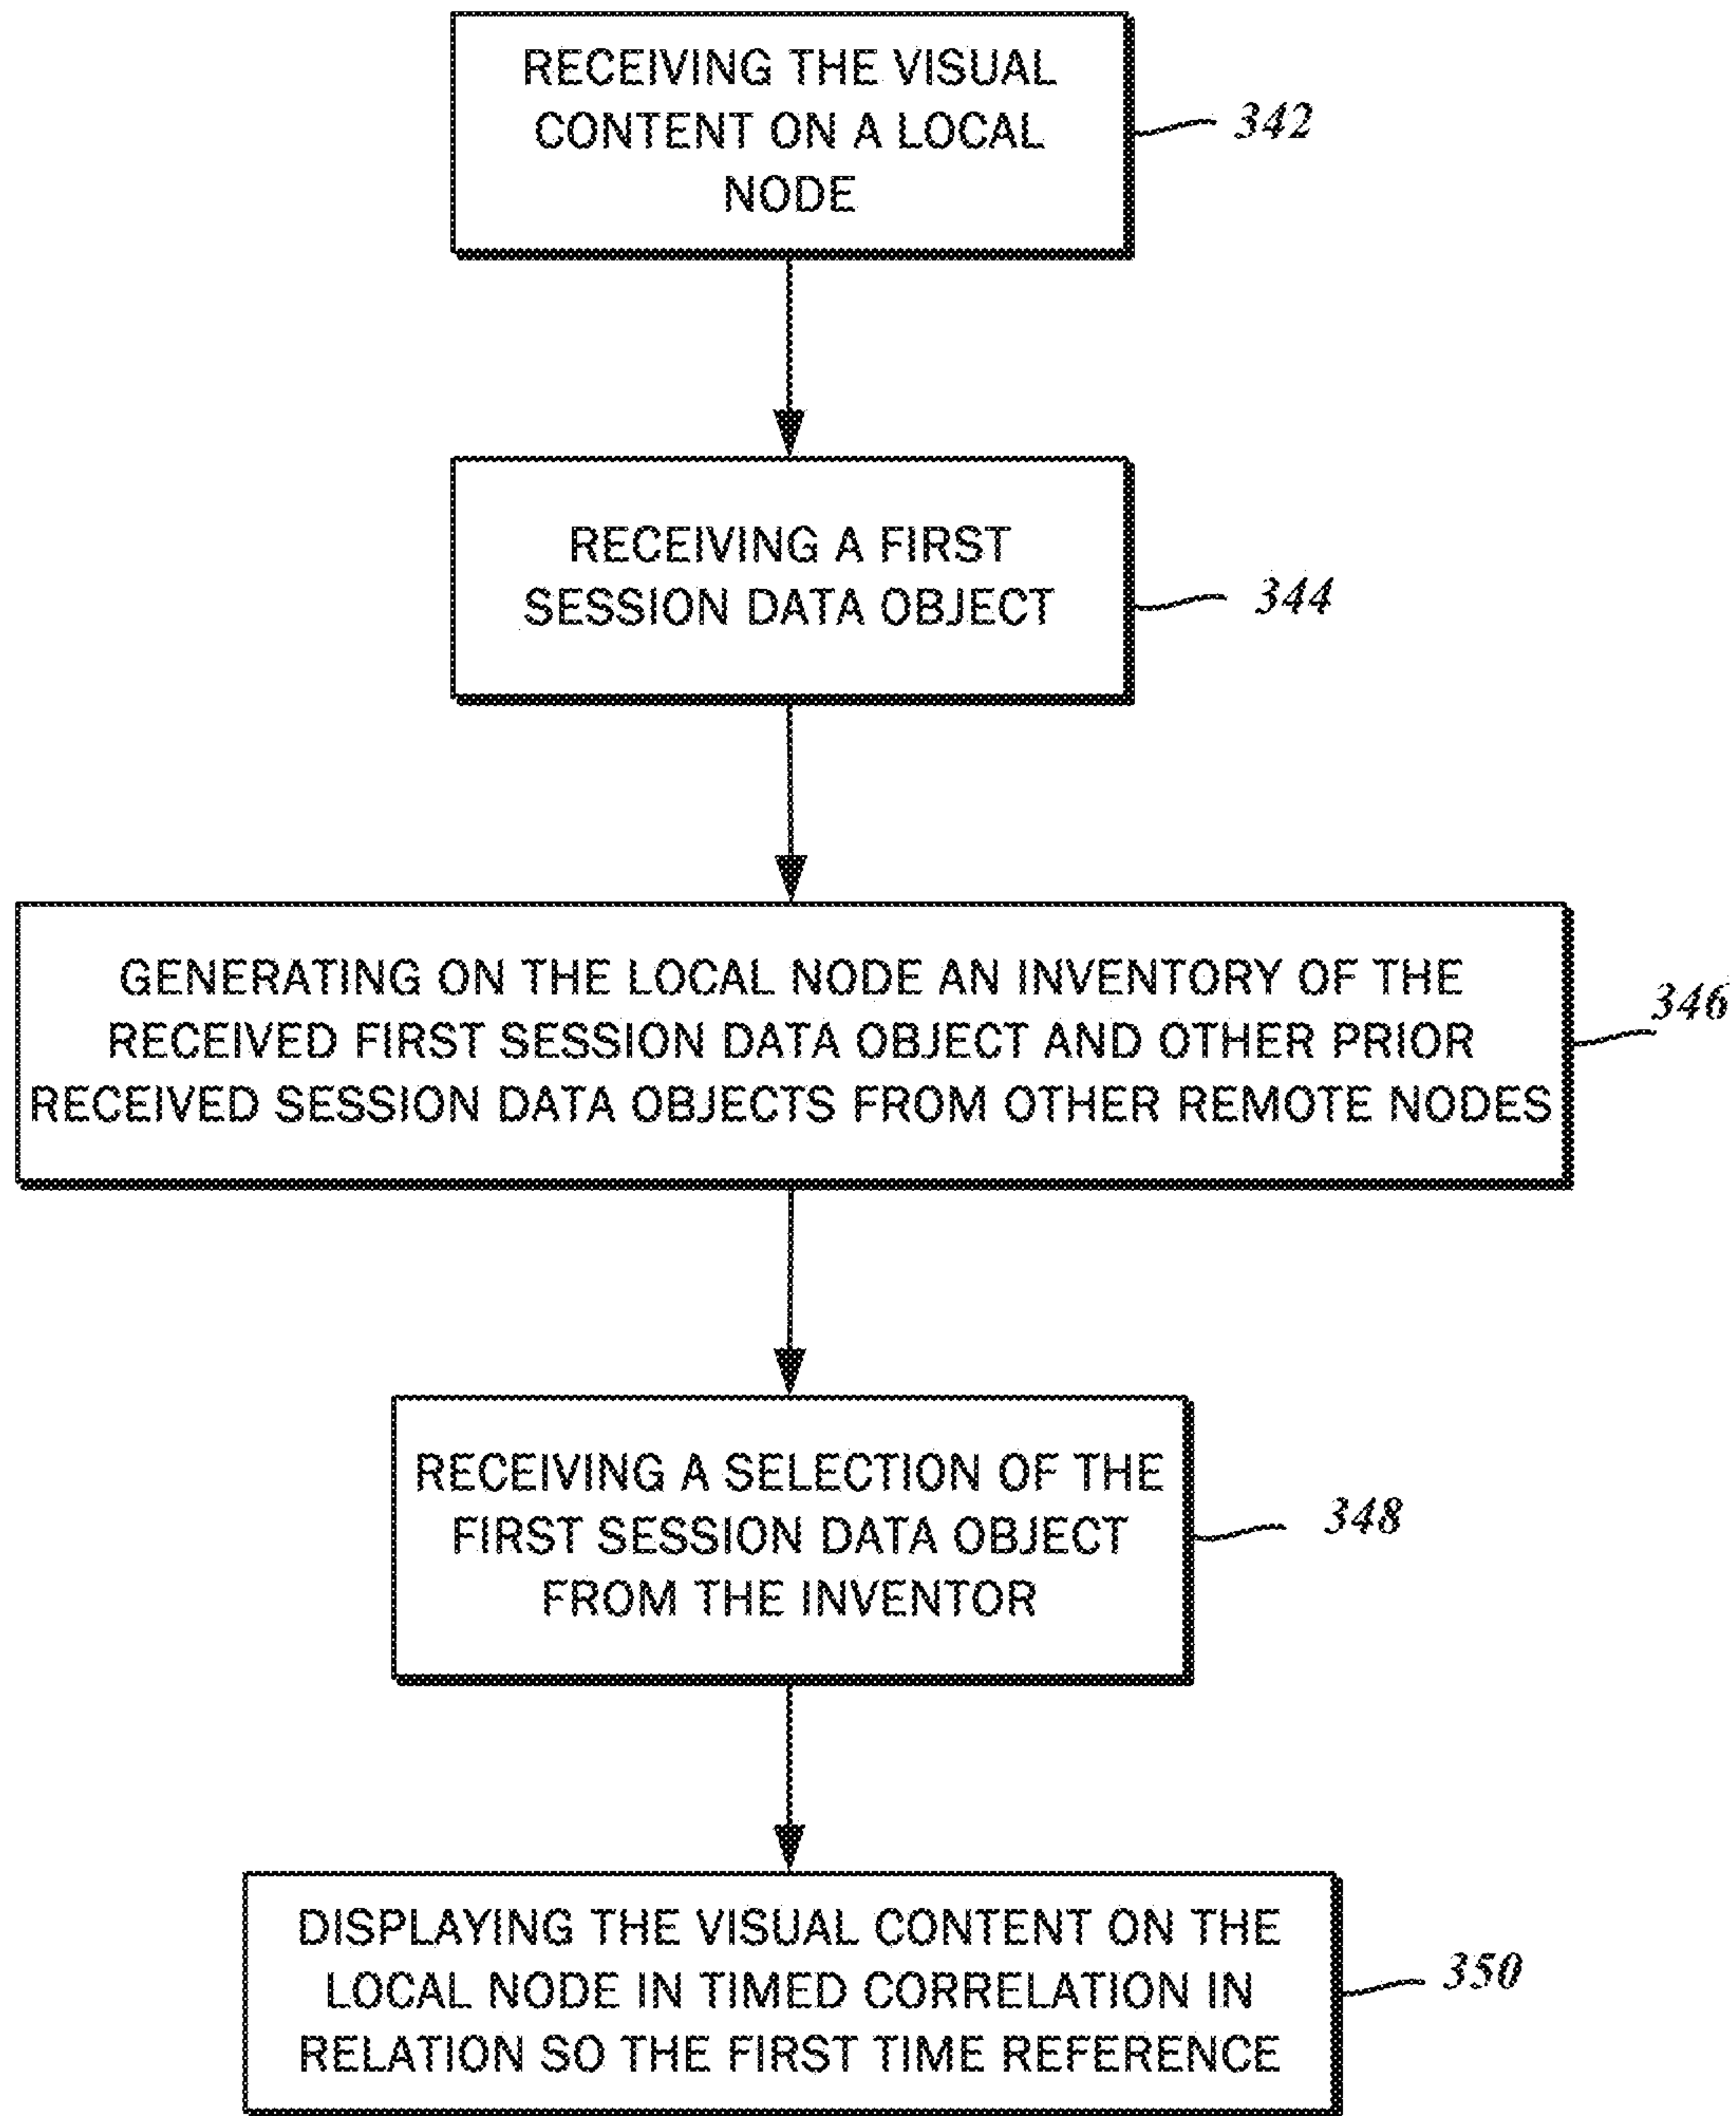 RECEIVING THE VISUAL
CONTENT ON A LOCAL
NODE
342
RECEIVING A FIRST
SESSION DATA OBJECT
344
GENERATING ON THE LOCAL NODE AN INVENTORY OF THE
RECEIVED FIRST SESSION DATA OBJECT AND OTHER PRIOR
RECEIVED SESSION DATA OBJECTS FROM OTHER REMOTE NODES
346
RECEIVING A SELECTION OF THE
FIRST SESSION DATA OBJECT
FROM THE INVENTOR
348
DISPLAYING THE VISUAL CONTENT ON THE
LOCAL NODE IN TIMED CORRELATION IN
RELATION SO THE FIRST TIME REFERENCE
350